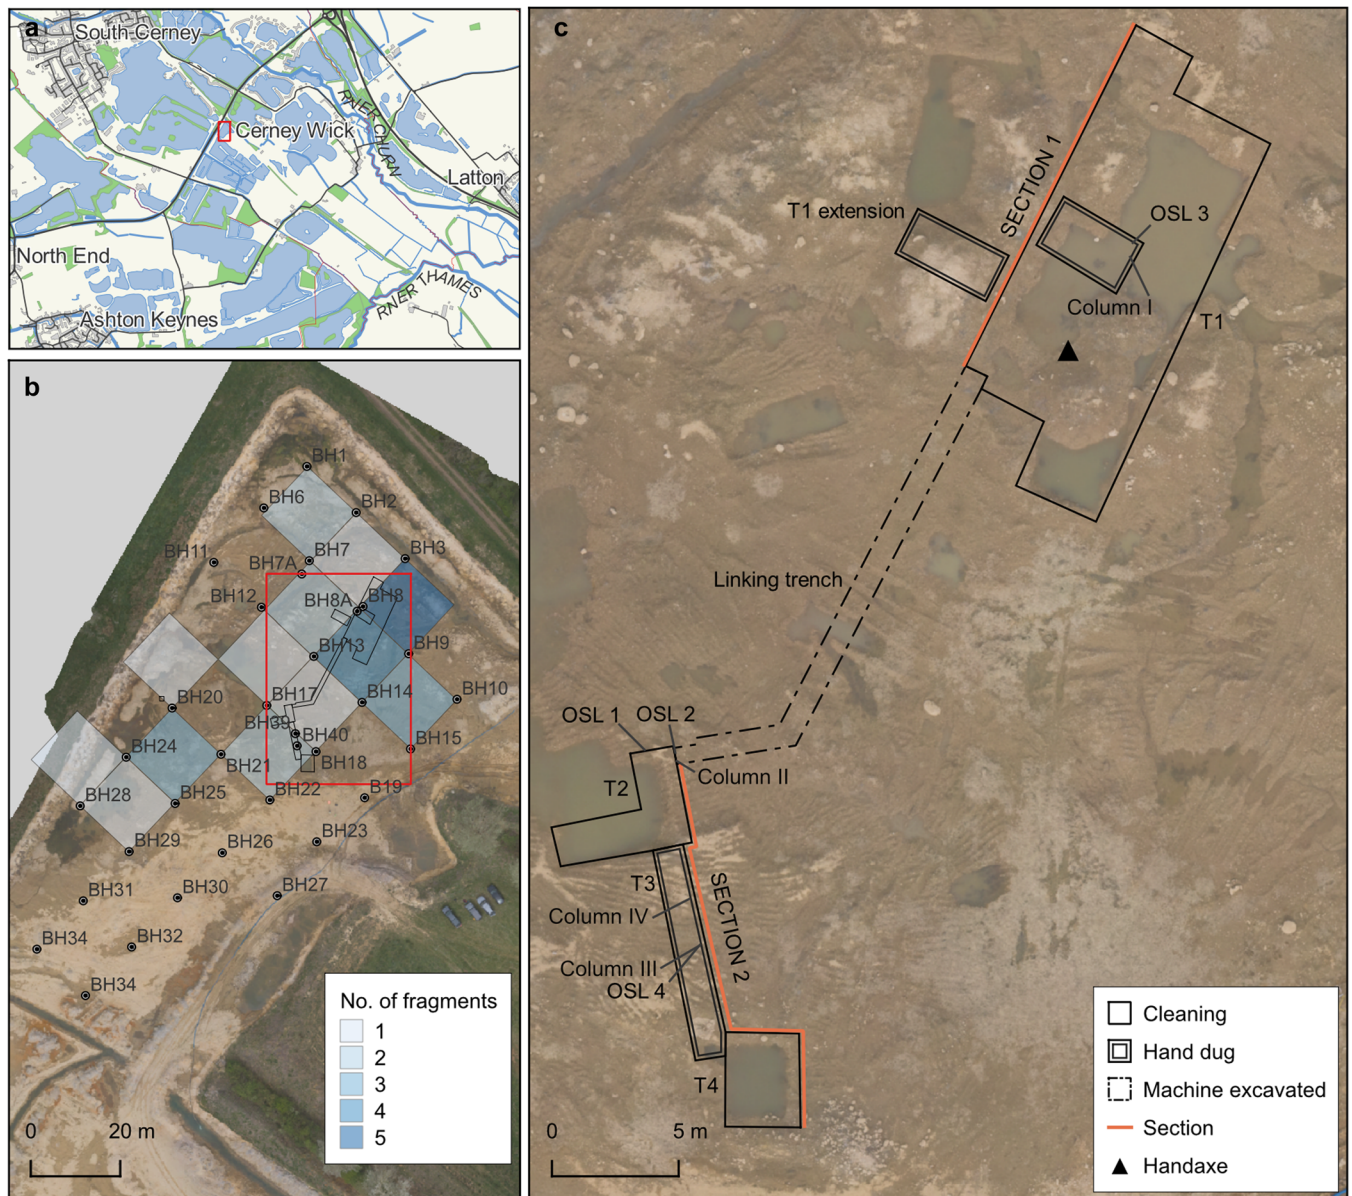 a
South Cerney
RIVER CHURN
Cerney Wick
Latton
North End
RIVER THAMES
Ashton Keynes
b
BH1
BH6
BH2
BH11
BH7
BH3
BH7A
BH12
BH8A
BH8
BH13
BH9
BH20
BH17
BH14
BH10
BH39
BH24
BH40
BH15
BH21
BH18
BH28
BH25
BH22
B19
BH29
BH26
BH23
BH31
BH30
BH27
BH34
BH32
BH34
No. of fragments
1
2
3
4
5
0 20 m
c
SECTION 1
T1 extension
OSL 3
Column I
T1
Linking trench
OSL 1
OSL 2
Column II
T2
T3
SECTION 2
Column IV
Column III
OSL 4
T4
0 5 m
Cleaning
Hand dug
Machine excavated
Section
Handaxe